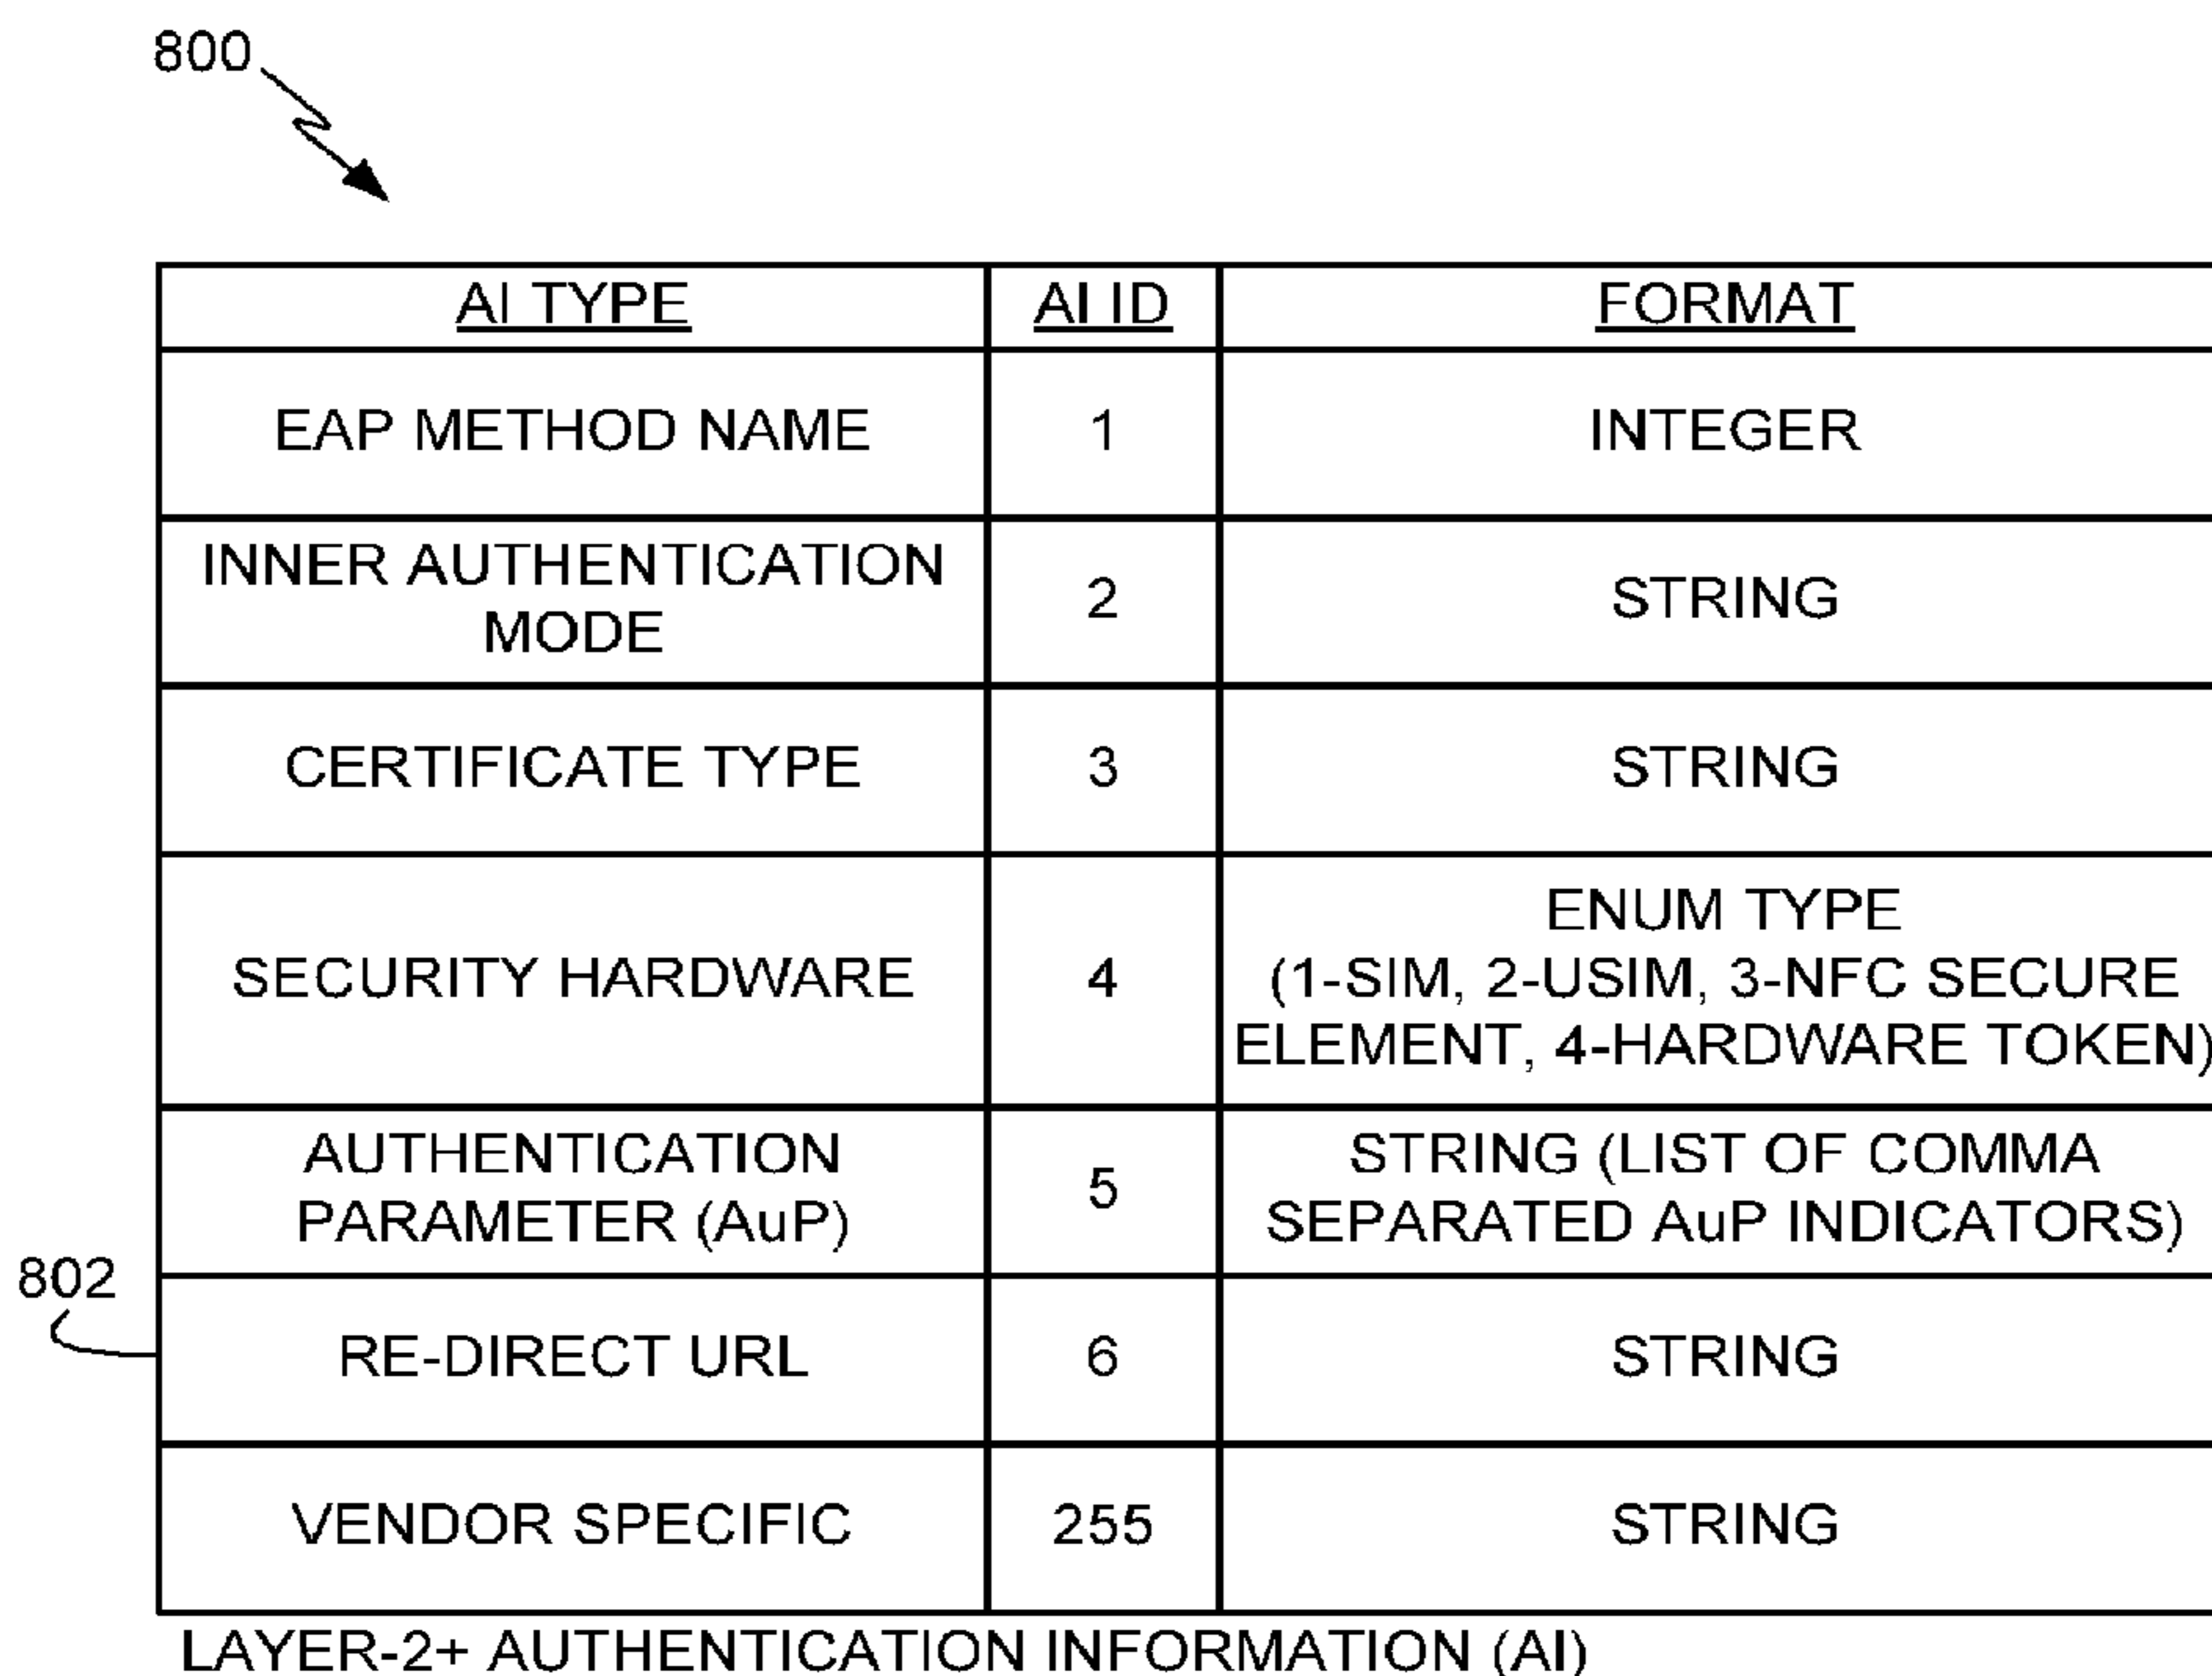 800
AI TYPE AI ID FORMAT
EAP METHOD NAME 1 INTEGER
INNER AUTHENTICATION
MODE 2 STRING
CERTIFICATE TYPE 3 STRING
SECURITY HARDWARE 4 ENUM TYPE
(1-SIM, 2-USIM, 3-NFC SECURE
ELEMENT, 4-HARDWARE TOKEN)
AUTHENTICATION
PARAMETER (AuP) 5 STRING (LIST OF COMMA
SEPARATED AuP INDICATORS)
802
RE-DIRECT URL 6 STRING
VENDOR SPECIFIC 255 STRING
LAYER-2+ AUTHENTICATION INFORMATION (AI)